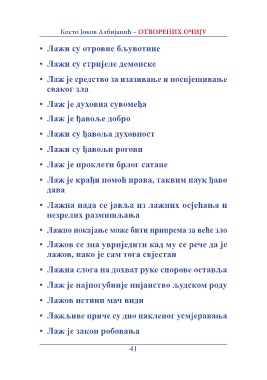 Косто Јоков Албијанић – ОТВОРЕНИХ ОЧИЈУ
• Лажи су отровне бљувотине
• Лажи су стријеле демонске
• Лаж је средство за изазивање и поспјешивање
сваког зла
• Лаж је духовна сувомеђа
• Лаж је ђавоље добро
• Лажи су ђавоља духовност
• Лажи су ђавољи рогови
• Лаж је проклети брлог сатане
• Лаж је крађи помоћ права, таквим наук ђаво
дава
• Лажна нада се јавља из лажних осјећања и
незрелих размишљања
• Лажно покајање може бити припрема за веће зло
• Лажов се зна увриједити кад му се рече да је
лажов, иако је сам тога свјестан
• Лажна слога на дохват руке спорове оставља
• Лаж је најпогубније пијанство људском роду
• Лажов истини мач види
• Лажљиве приче су дио пакленог усмјеравања
• Лаж је закон робовања
41